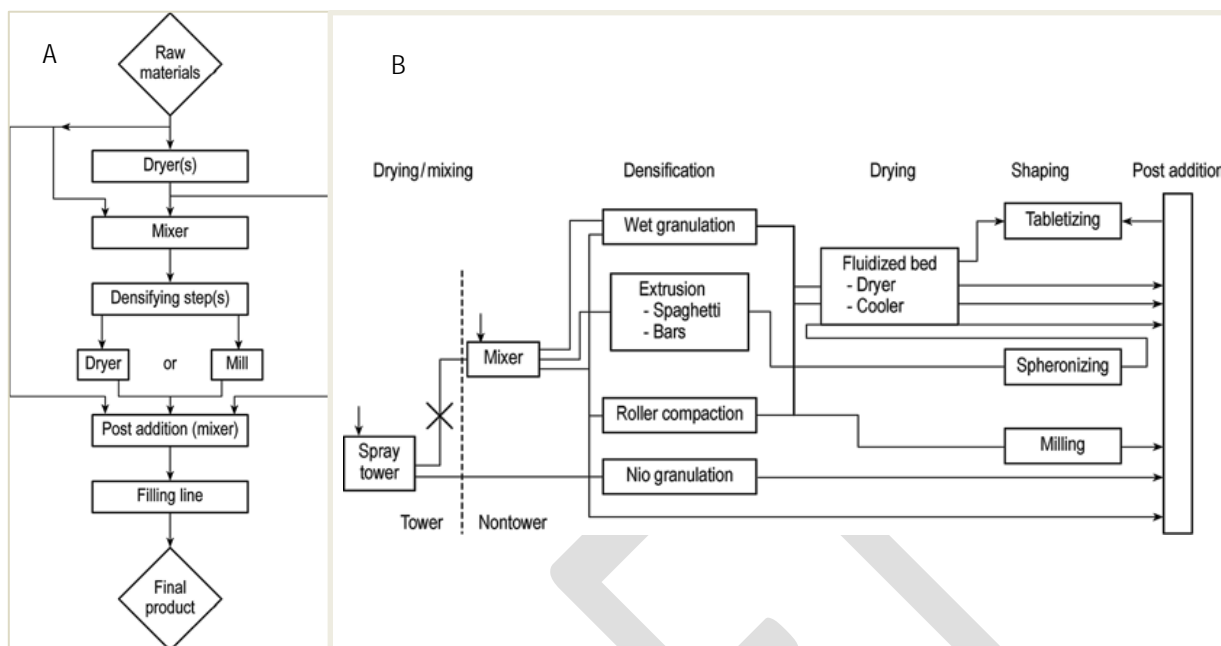 A
Raw
materials
Dryer(s)
Mixer
Densifying step(s)
Dryer
or
Mill
Post addition (mixer)
Filling line
Final
product
B
Drying/mixing
Densification
Drying
Shaping
Post addition
Wet granulation
Tabletizing
Fluidized bed
- Dryer
- Cooler
Extrusion
- Spaghetti
- Bars
Mixer
Spheronizing
Roller compaction
Milling
Spray
tower
Nio granulation
Tower
Nontower